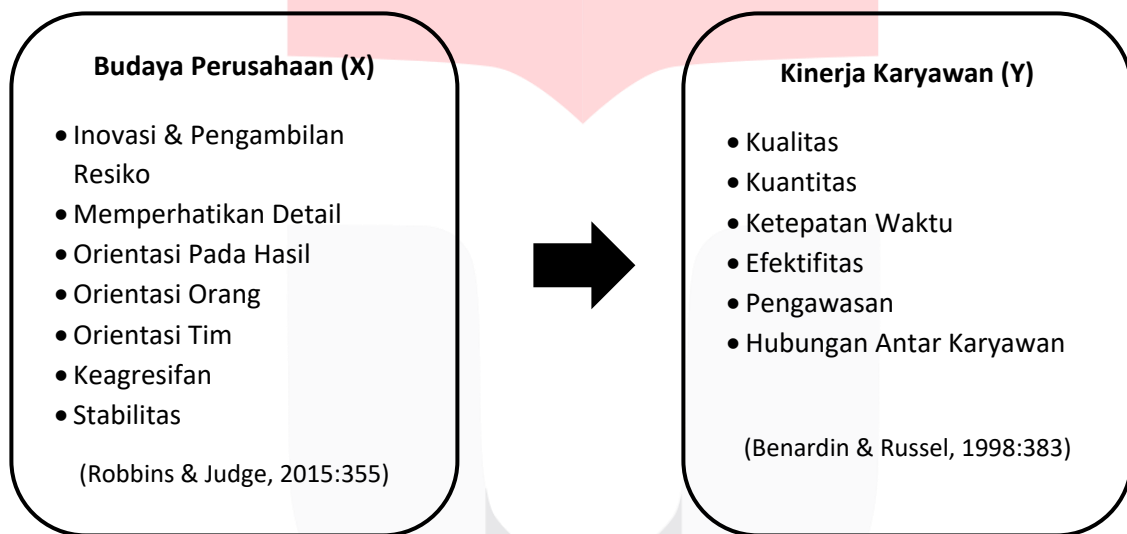 Budaya Perusahaan (X)
• Inovasi & Pengambilan
Resiko
• Memperhatikan Detail
• Orientasi Pada Hasil
• Orientasi Orang
• Orientasi Tim
• Keagresifan
• Stabilitas
(Robbins & Judge, 2015:355)
Kinerja Karyawan (Y)
• Kualitas
• Kuantitas
• Ketepatan Waktu
• Efektifitas
• Pengawasan
• Hubungan Antar Karyawan
(Benardin & Russel, 1998:383)